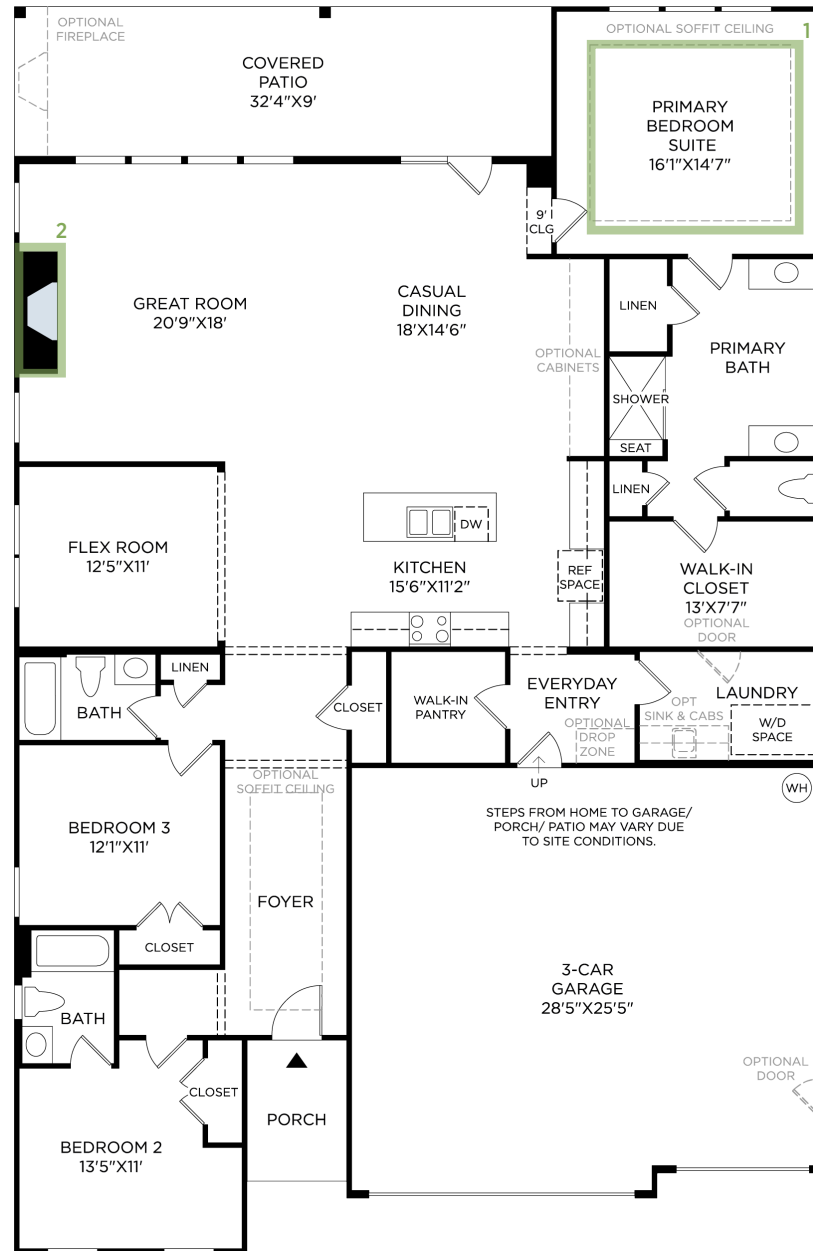 OPTIONAL
FIREPLACE
COVERED
PATIO
32'4"X9'
OPTIONAL SOFFIT CEILING
1
PRIMARY
BEDROOM
SUITE
16'1"X14'7"
9'
CLG
2
GREAT ROOM
20'9"X18'
CASUAL
DINING
18'X14'6"
OPTIONAL
CABINETS
LINEN
PRIMARY
BATH
SHOWER
SEAT
LINEN
FLEX ROOM
12'5"X11'
DW
KITCHEN
15'6"X11'2"
REF
SPACE
WALK-IN
CLOSET
13'X7'7"
OPTIONAL
DOOR
LINEN
BATH
CLOSET
WALK-IN
PANTRY
EVERYDAY
ENTRY
OPTIONAL
DROP
ZONE
LAUNDRY
OPT
SINK & CABS
W/D
SPACE
UP
WH
OPTIONAL
SOFFIT CEILING
STEPS FROM HOME TO GARAGE/
PORCH/ PATIO MAY VARY DUE
TO SITE CONDITIONS.
BEDROOM 3
12'1"X11'
FOYER
CLOSET
3-CAR
GARAGE
28'5"X25'5"
BATH
OPTIONAL
DOOR
CLOSET
PORCH
BEDROOM 2
13'5"X11'